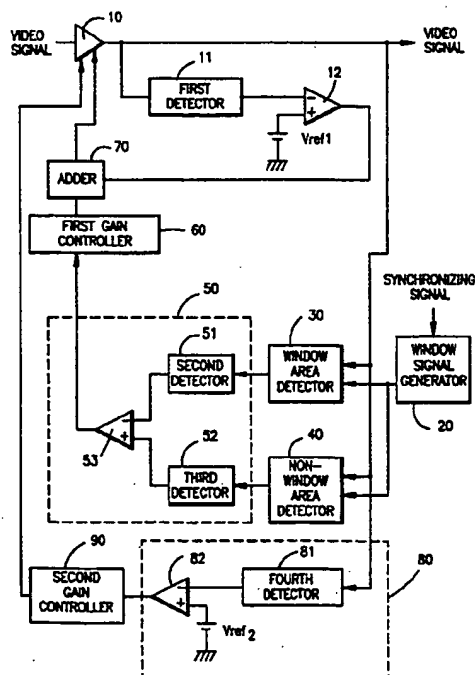 VIDEO
SIGNAL
10
VIDEO
SIGNAL
11
FIRST
DETECTOR
12
-
+
Vref1
70
ADDER
FIRST GAIN
CONTROLLER
60
SYNCHRONIZING
SIGNAL
50
51
SECOND
DETECTOR
30
WINDOW
AREA
DETECTOR
WINDOW
SIGNAL
GENERATOR
20
-
+
53
52
THIRD
DETECTOR
40
NON-
WINDOW
AREA
DETECTOR
90
SECOND
GAIN
CONTROLLER
82
-
+
81
FOURTH
DETECTOR
80
Vref2